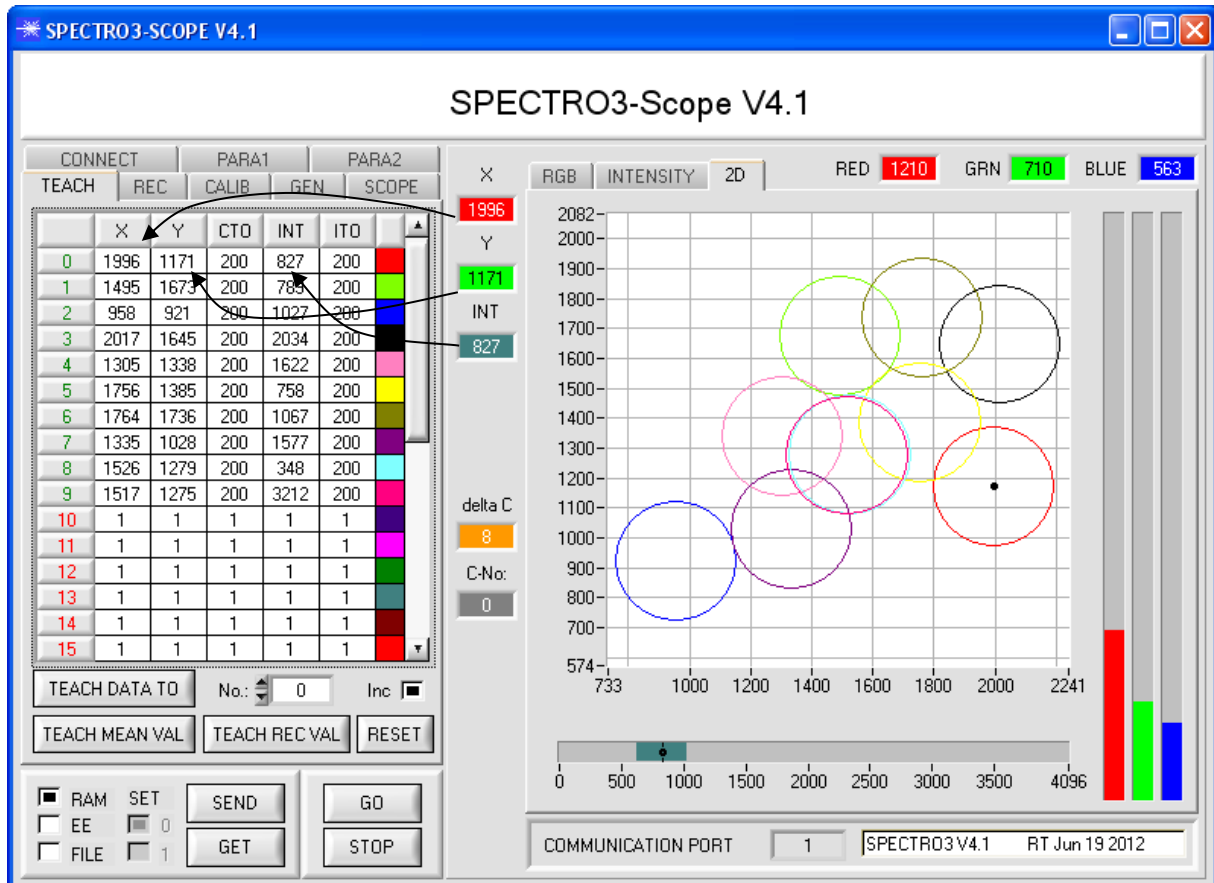 SPECTRO3-SCOPE V4.1
SPECTRO3-Scope V4.1
CONNECT PARA1 PARA2
TEACH REC CALIB GEN SCOPE
X Y CTO INT ITO
0 1996 1171 200 827 200
1 1495 1673 200 789 200
2 958 921 200 1027 200
3 2017 1645 200 2034 200
4 1305 1338 200 1622 200
5 1756 1385 200 758 200
6 1764 1736 200 1067 200
7 1335 1028 200 1577 200
8 1526 1279 200 348 200
9 1517 1275 200 3212 200
10 1 1 1 1 1
11 1 1 1 1 1
12 1 1 1 1 1
13 1 1 1 1 1
14 1 1 1 1 1
15 1 1 1 1 1
TEACH DATA TO No.: 0 Inc
TEACH MEAN VAL TEACH REC VAL RESET
RAM SET
EE 0
FILE 1
SEND
GET
GO
STOP
X
1996
Y
1171
INT
827
delta C
8
C-No:
0
RGB INTENSITY 2D
RED 1210 GRN 710 BLUE 563
2082
2000
1900
1800
1700
1600
1500
1400
1300
1200
1100
1000
900
800
700
574
733 1000 1200 1400 1600 1800 2000 2241
0 500 1000 1500 2000 2500 3000 3500 4096
COMMUNICATION PORT 1 SPECTRO3 V4.1 RT Jun 19 2012